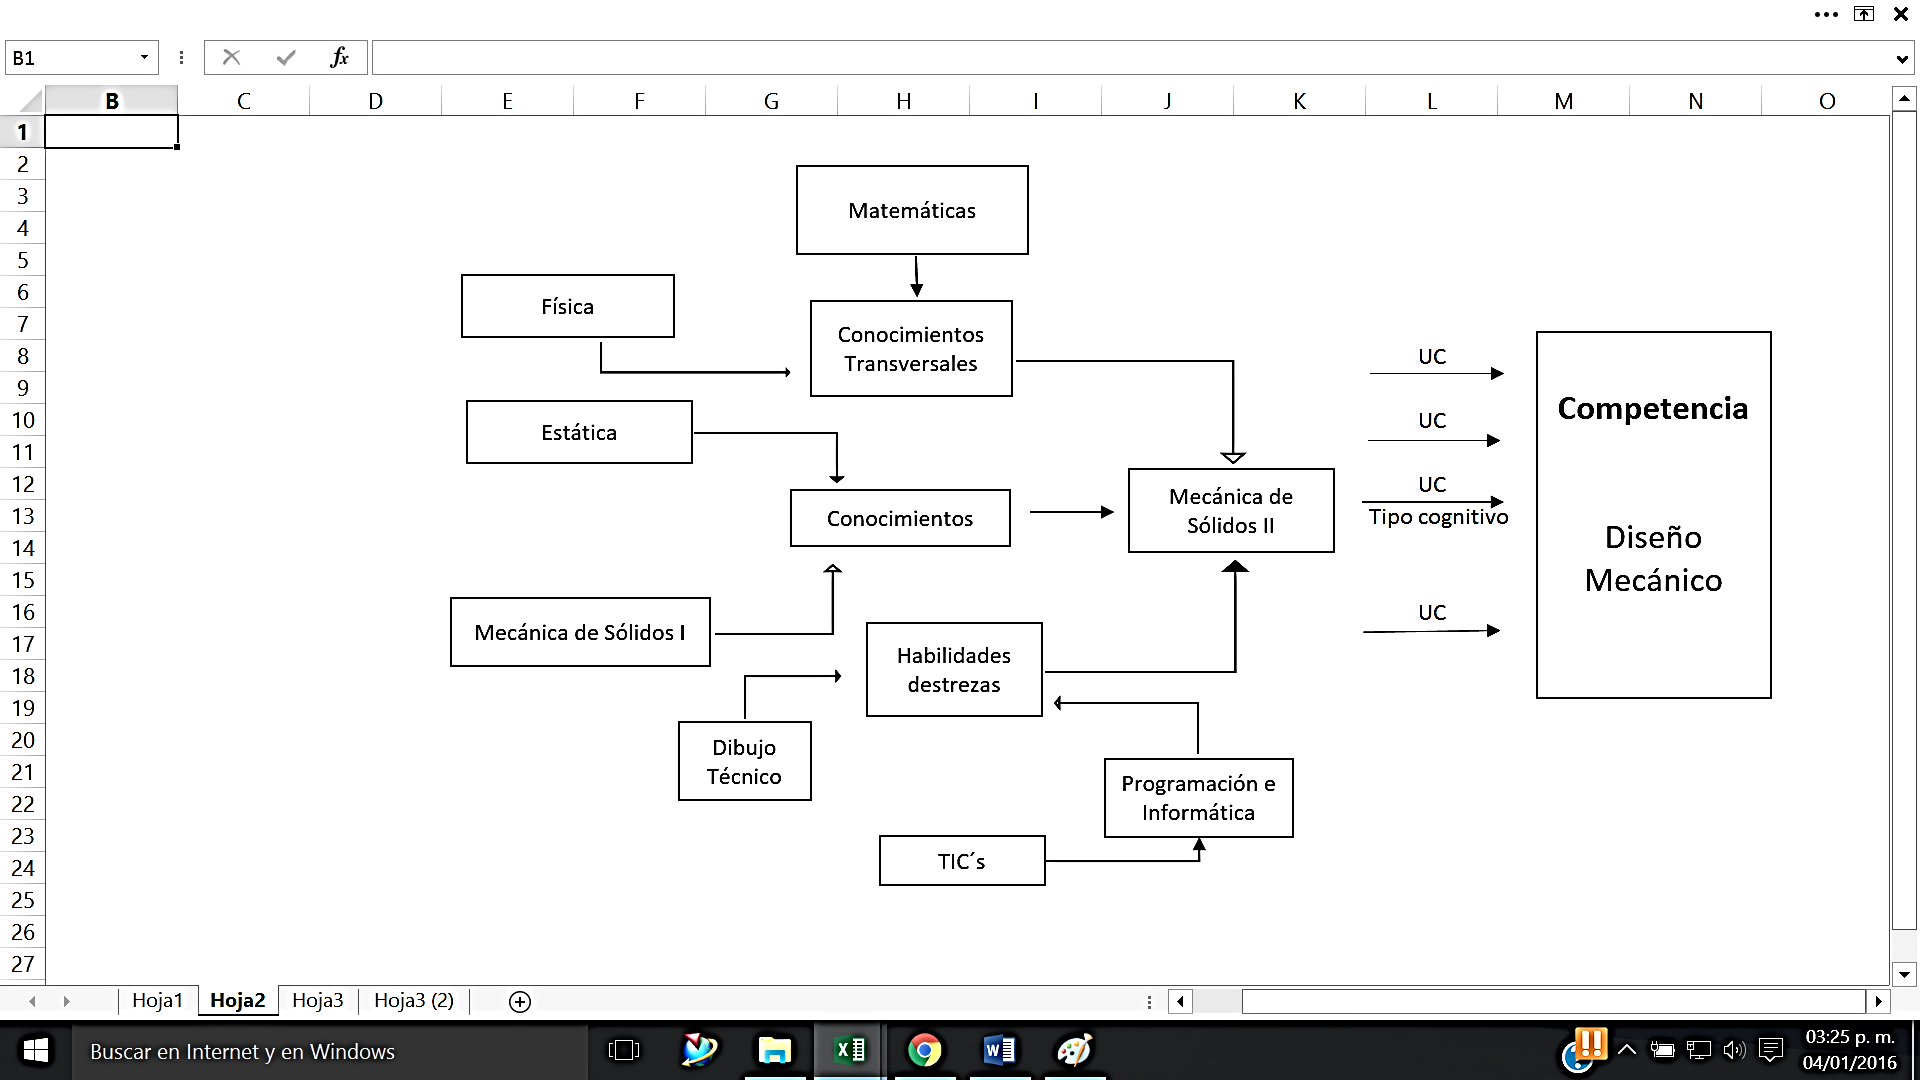 B1
fx
B C D E F G H I J K L M N O
1
2
3
4
5
6
7
8
9
10
11
12
13
14
15
16
17
18
19
20
21
22
23
24
25
26
27
Matemáticas
Física
Conocimientos
Transversales
Estática
Conocimientos
Mecánica de
Sólidos II
Mecánica de Sólidos I
Habilidades
destrezas
Dibujo
Técnico
Programación e
Informática
TIC´s
UC
UC
UC
Tipo cognitivo
UC
Competencia
Diseño
Mecánico
Hoja1 Hoja2 Hoja3 Hoja3 (2)
Buscar en Internet y en Windows
03:25 p. m.
04/01/2016